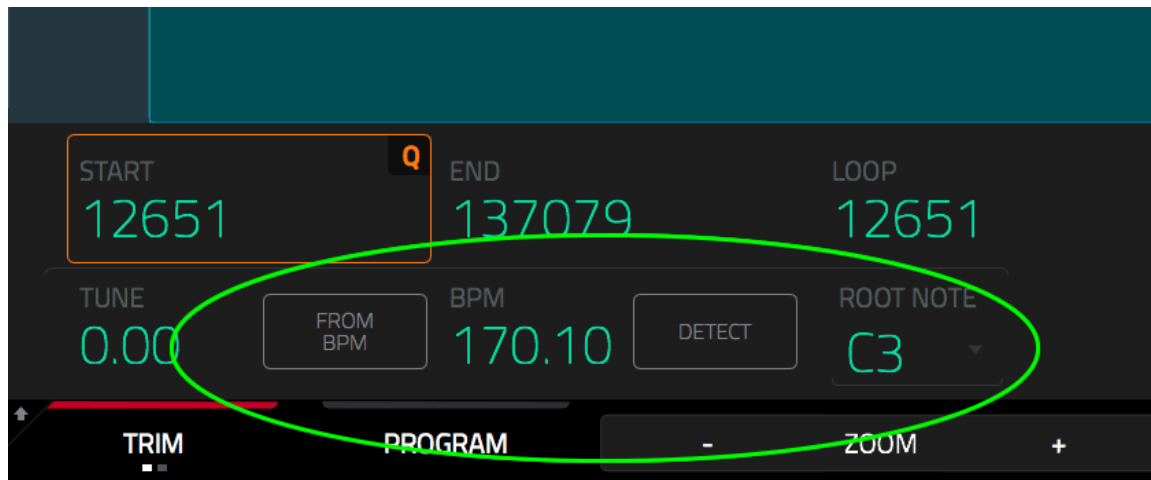 START Q END LOOP
12651 137079 12651
TUNE FROM BPM BPM DETECT ROOT NOTE
0.00 170.10 C3
TRIM PROGRAM - ZOOM +